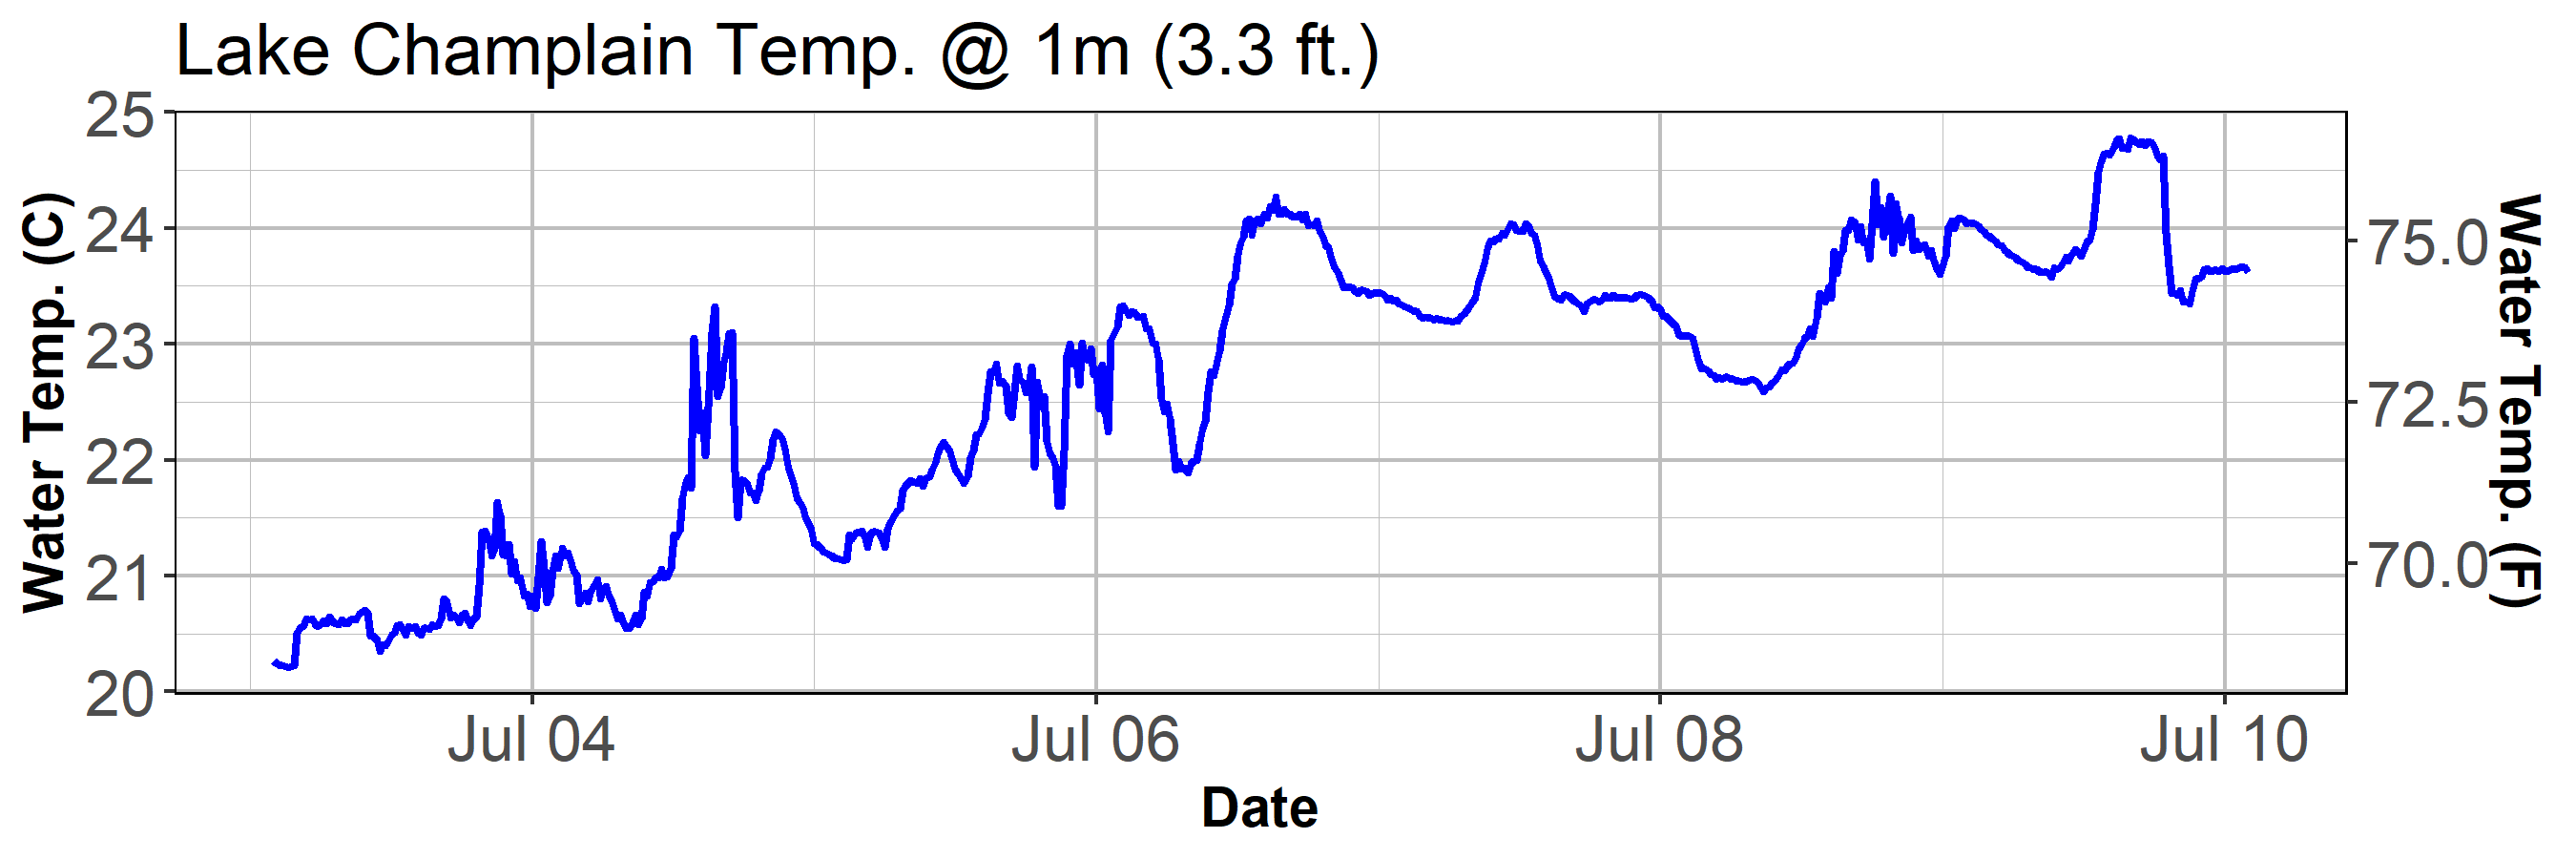 Lake Champlain Temp. @ 1m (3.3 ft.)
Water Temp. (C)
25
24
23
22
21
20
75.0
72.5
70.0
Water Temp. (F)
Jul 04 Jul 06 Jul 08 Jul 10
Date